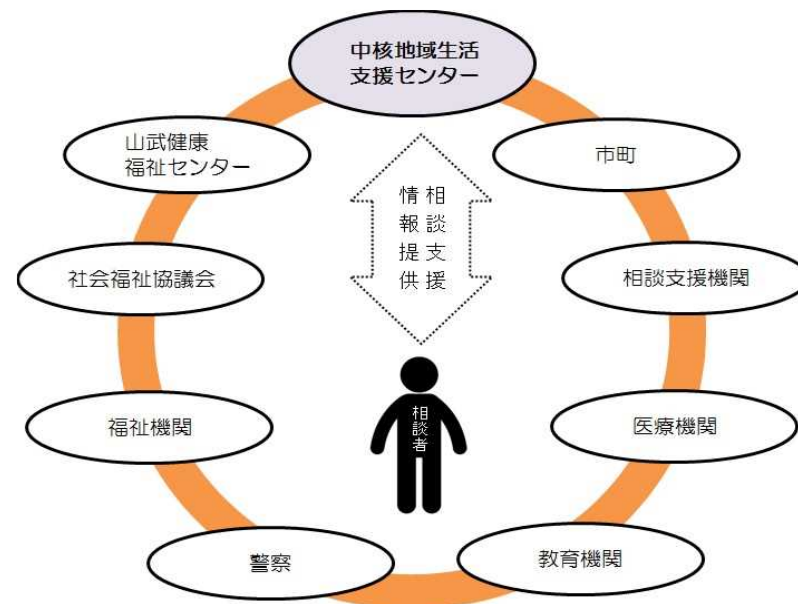 中核地域生活
支援センター
山武健康
福祉センター
市町
相談支援
情報提供
社会福祉協議会
相談支援機関
福祉機関
相談者
医療機関
警察
教育機関